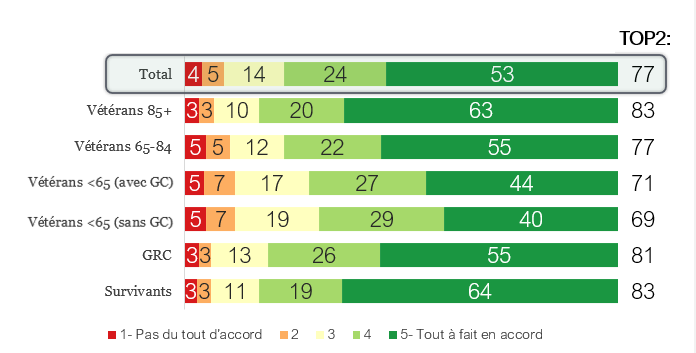 TOP2:
Total 4 5 14 24 53 77
Vétérans 85+ 3 3 10 20 63 83
Vétérans 65-84 5 5 12 22 55 77
Vétérans <65 (avec GC) 5 7 17 27 44 71
Vétérans <65 (sans GC) 5 7 19 29 40 69
GRC 3 3 13 26 55 81
Survivants 3 3 11 19 64 83
1- Pas du tout d'accord 2 3 4 5- Tout à fait en accord